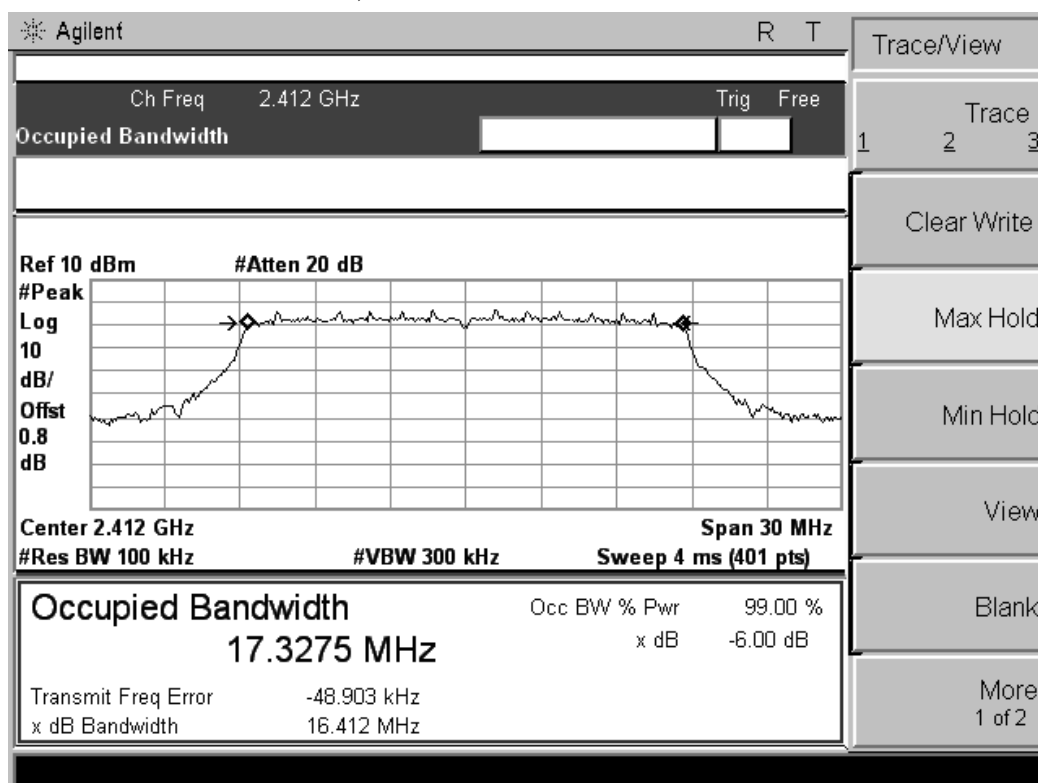 Agilent R T
Ch Freq 2.412 GHz Trig Free
Occupied Bandwidth
Ref 10 dBm #Atten 20 dB
#Peak
Log
10
dB/
Offst
0.8
dB
Center 2.412 GHz Span 30 MHz
#Res BW 100 kHz #VBW 300 kHz Sweep 4 ms (401 pts)
Occupied Bandwidth Occ BW % Pwr 99.00 %
17.3275 MHz x dB -6.00 dB
Transmit Freq Error -48.903 kHz
x dB Bandwidth 16.412 MHz
Trace/View
Trace
1 2 3
Clear Write
Max Hold
Min Hold
View
Blank
More
1 of 2